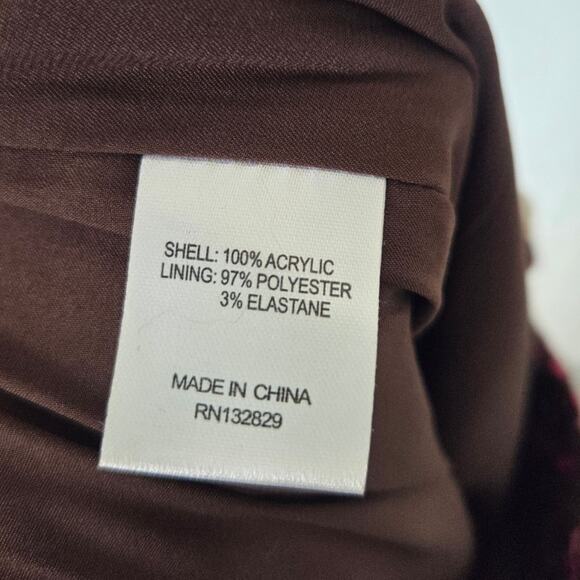 SHELL: 100% ACRYLIC
LINING: 97% POLYESTER
3% ELASTANE
MADE IN CHINA
RN132829